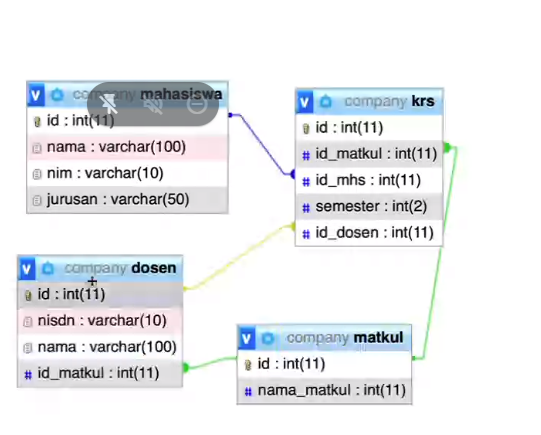 company mahasiswa
id : int(11)
nama : varchar(100)
nim : varchar(10)
jurusan : varchar(50)
company krs
id : int(11)
id_matkul : int(11)
id_mhs : int(11)
semester : int(2)
id_dosen : int(11)
company dosen
id : int(11)
nisdn : varchar(10)
nama : varchar(100)
id_matkul : int(11)
company matkul
id : int(11)
nama_matkul : int(11)